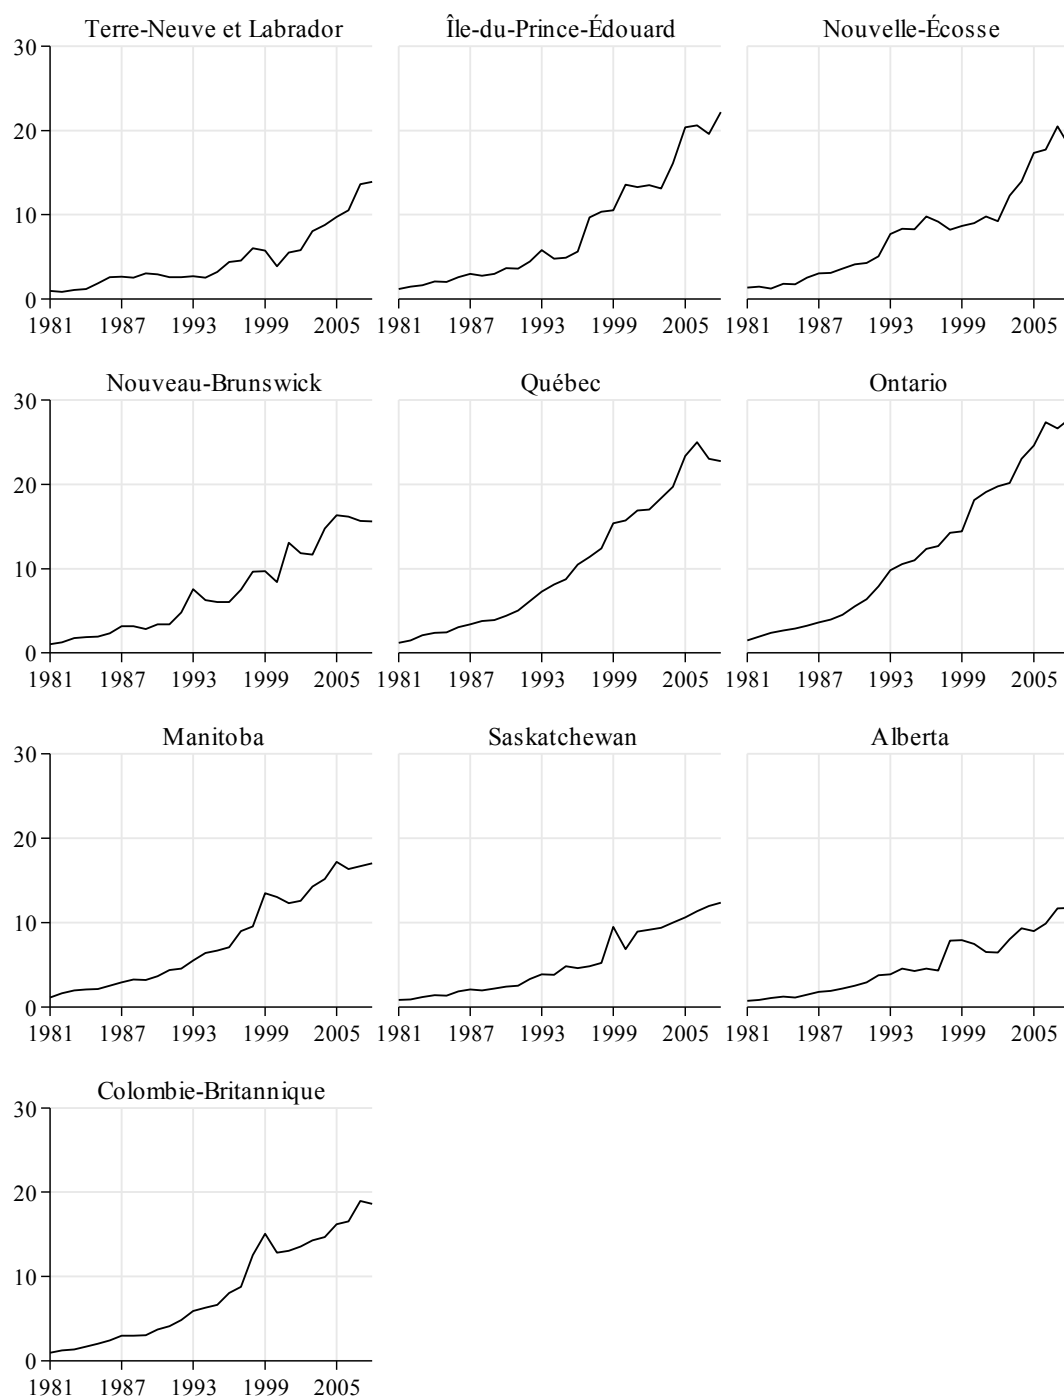 Terre-Neuve et Labrador Île-du-Prince-Édouard Nouvelle-Écosse
30
20
10
0
1981 1987 1993 1999 2005 1981 1987 1993 1999 2005 1981 1987 1993 1999 2005
Nouveau-Brunswick Québec Ontario
30
20
10
0
1981 1987 1993 1999 2005 1981 1987 1993 1999 2005 1981 1987 1993 1999 2005
Manitoba Saskatchewan Alberta
30
20
10
0
1981 1987 1993 1999 2005 1981 1987 1993 1999 2005 1981 1987 1993 1999 2005
Colombie-Britannique
30
20
10
0
1981 1987 1993 1999 2005